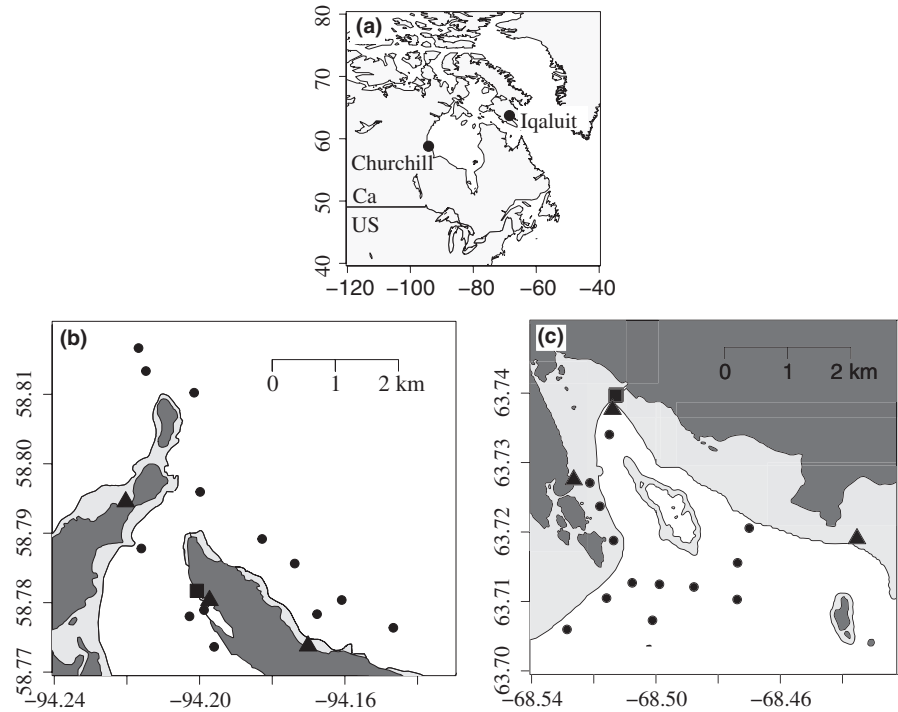 (a)
80
70
60
50
40
Iqaluit
Churchill
Ca
US
−120 −100 −80 −60 −40
(b)
0 1 2 km
58.81
58.80
58.79
58.78
58.77
−94.24 −94.20 −94.16
(c)
0 1 2 km
63.74
63.73
63.72
63.71
63.70
−68.54 −68.50 −68.46